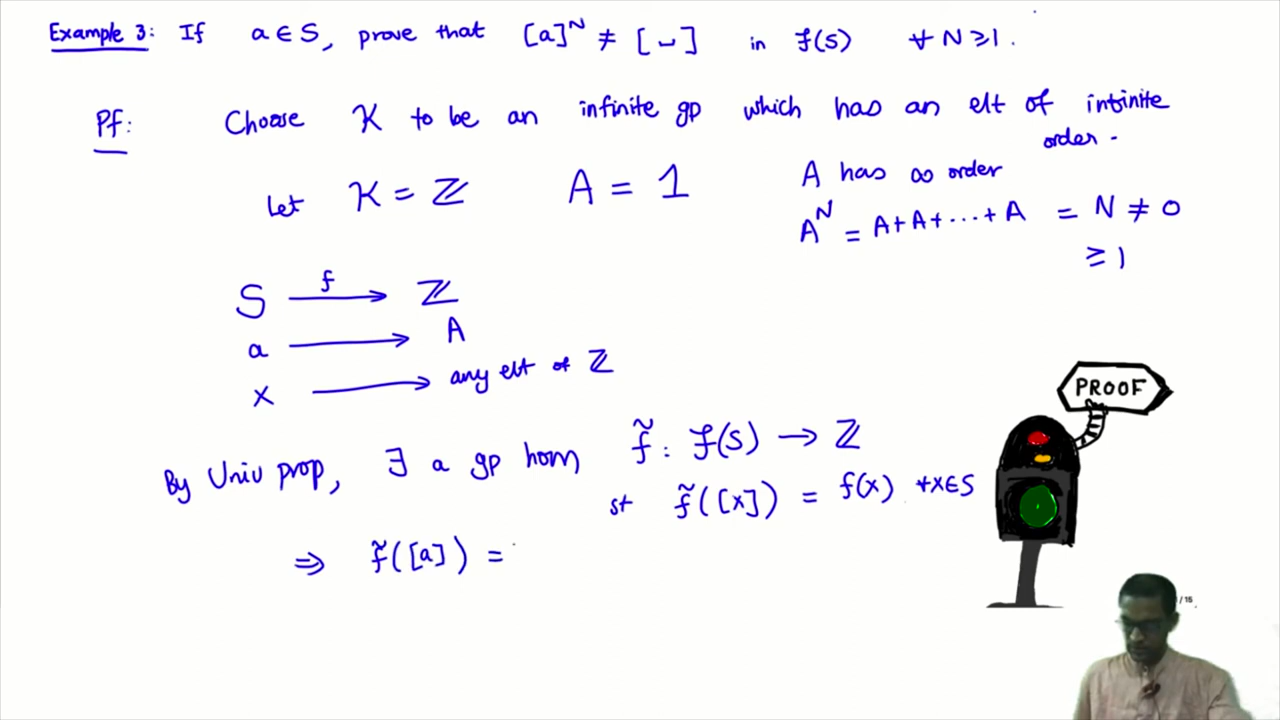 Example 3: If a ∈ S, prove that [a]^N ≠ [␣] in F(S) ∀ N ≥ 1.
Pf: Choose K to be an infinite gp which has an elt of infinite order.
Let K = ℤ A = 1
A has ∞ order
A^N = A + A + ... + A = N ≠ 0
≥ 1
S —f→ ℤ
a ⟶ A
x ⟶ any elt of ℤ
By Univ prop, ∃ a gp hom f̃ : F(S) → ℤ
st f̃([x]) = f(x) ∀ x ∈ S
⇒ f̃([a]) =
PROOF
/ 15